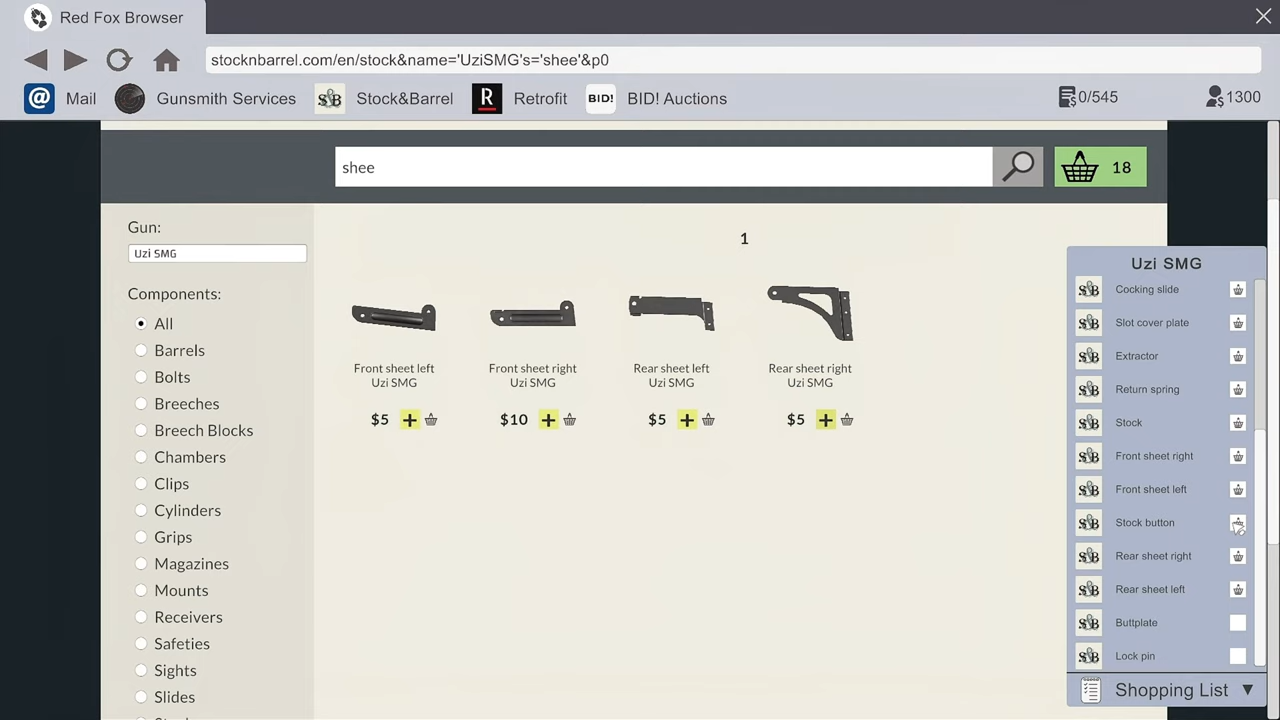 Red Fox Browser
stocknbarrel.com/en/stock&name='UziSMG's='shee'&p0
@ Mail
Gunsmith Services
S&B Stock&Barrel
R Retrofit
BID! BID! Auctions
0/545
1300
shee
18
Gun:
Uzi SMG
Components:
All
Barrels
Bolts
Breeches
Breech Blocks
Chambers
Clips
Cylinders
Grips
Magazines
Mounts
Receivers
Safeties
Sights
Slides
1
Front sheet left
Uzi SMG
$5 +
Front sheet right
Uzi SMG
$10 +
Rear sheet left
Uzi SMG
$5 +
Rear sheet right
Uzi SMG
$5 +
Uzi SMG
S&B Cocking slide
S&B Slot cover plate
S&B Extractor
S&B Return spring
S&B Stock
S&B Front sheet right
S&B Front sheet left
S&B Stock button
S&B Rear sheet right
S&B Rear sheet left
S&B Buttplate
S&B Lock pin
Shopping List